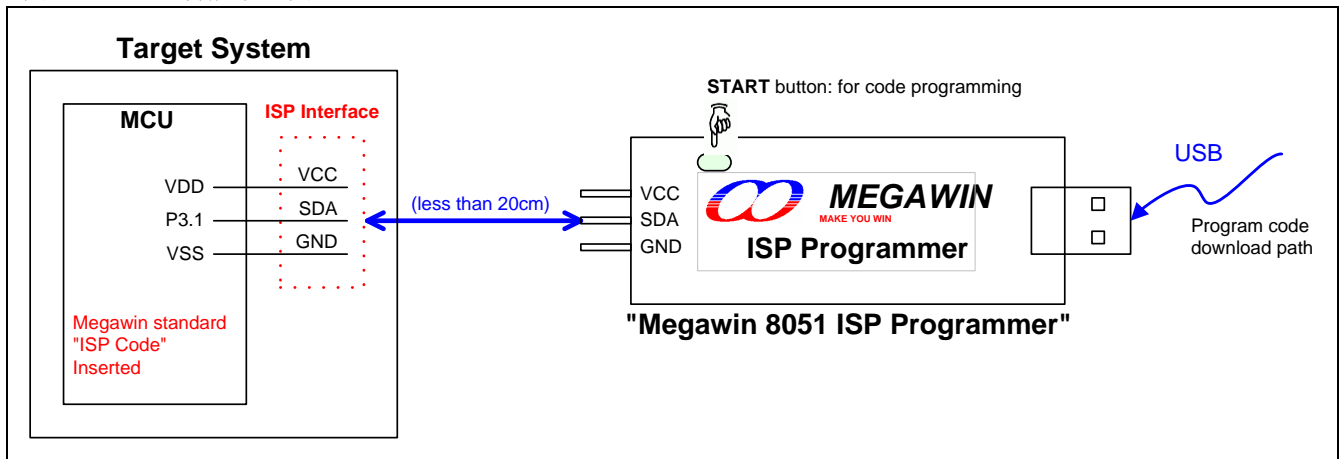 Target System
START button: for code programming
MCU
ISP Interface
VDD
VCC
P3.1
SDA
VSS
GND
(less than 20cm)
VCC
SDA
GND
MEGAWIN
MAKE YOU WIN
ISP Programmer
USB
Program code
download path
Megawin standard
"ISP Code"
Inserted
"Megawin 8051 ISP Programmer"